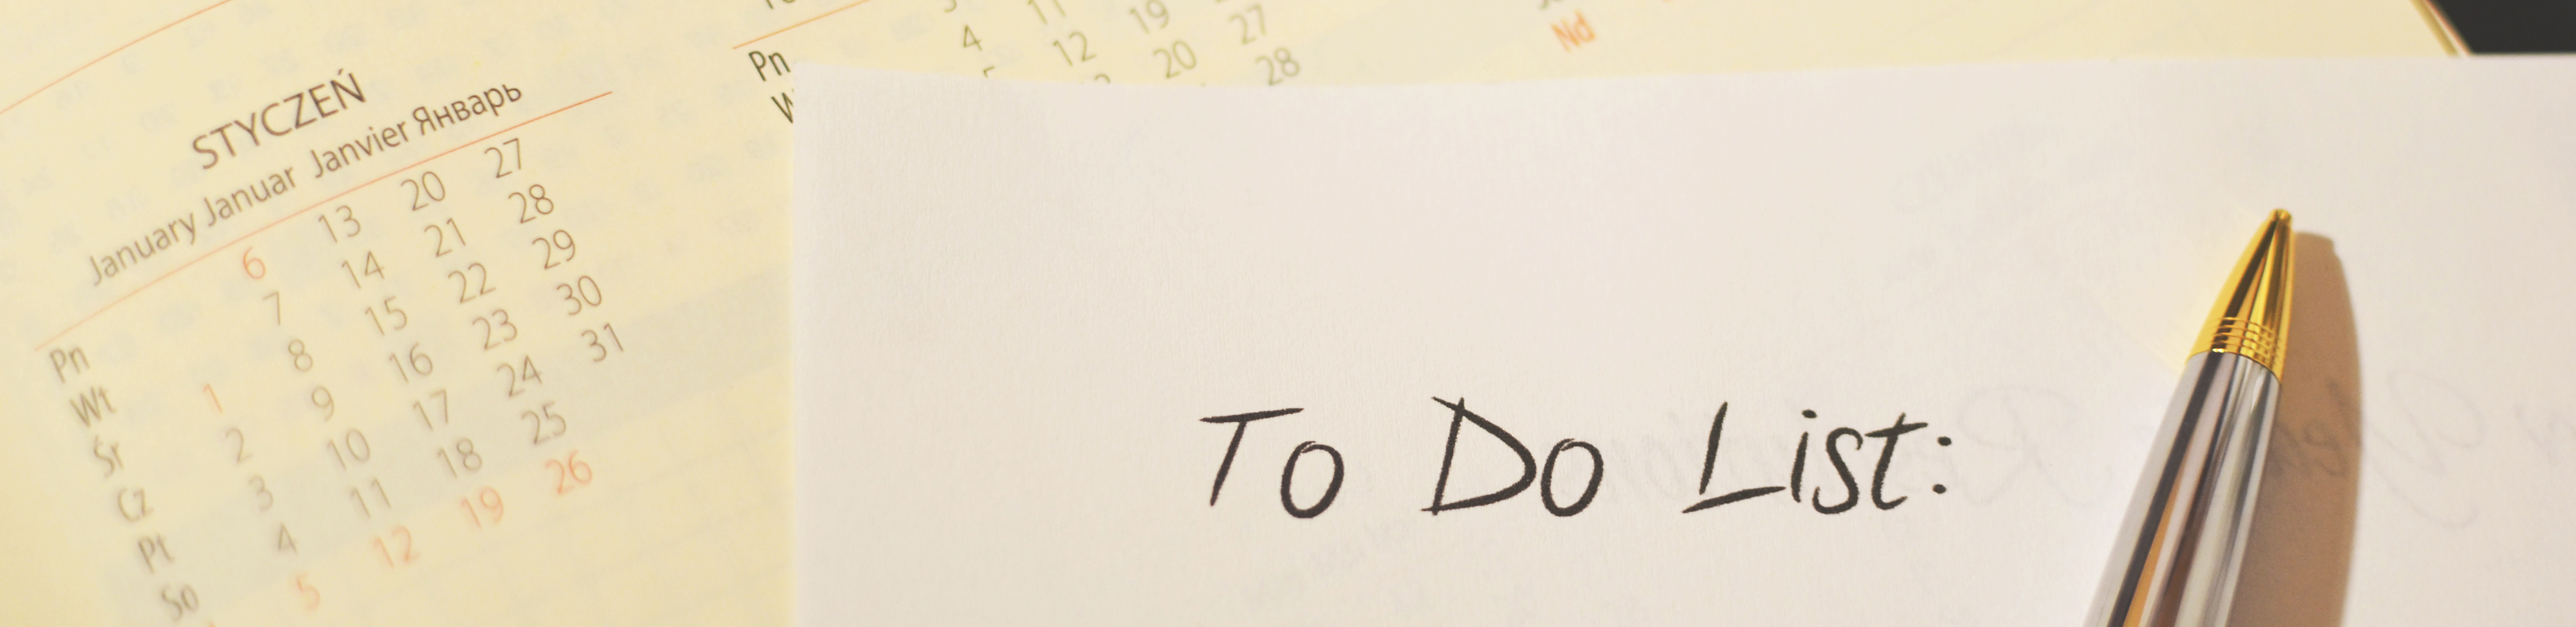 STYCZEŃ
January Januar Janvier Январь
Pn 6 13 20 27
Wt 7 14 21 28
Śr 1 8 15 22 29
Cz 2 9 16 23 30
Pt 3 10 17 24 31
So 4 11 18 25
5 12 19 26
Pn
11 19 27
4 12 20 28
Nd
To Do List: